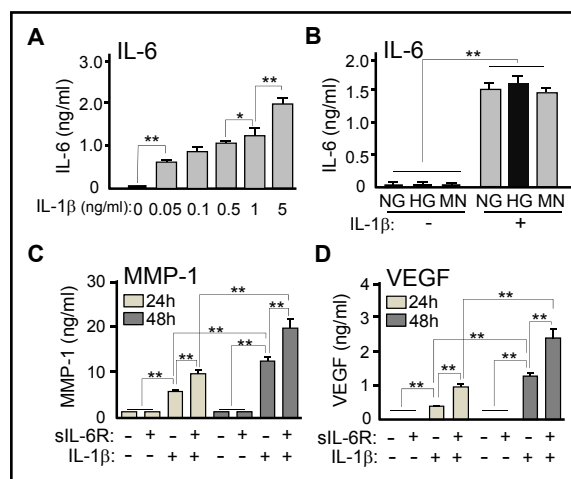 A
IL-6
IL-6 (ng/ml)
3.0
2.0
1.0
0
**
*
**
IL-1β (ng/ml): 0 0.05 0.1 0.5 1 5
B
IL-6
IL-6 (ng/ml)
2.0
1.5
1.0
0.5
0
**
NG HG MN NG HG MN
IL-1β: - +
C
MMP-1
MMP-1 (ng/ml)
30
20
10
0
24h
48h
**
**
**
**
**
**
sIL-6R: - + - + - + - +
IL-1β: - - + + - - + +
D
VEGF
VEGF (ng/ml)
4
3
2
1
0
24h
48h
**
**
**
**
**
**
sIL-6R: - + - + - + - +
IL-1β: - - + + - - + +